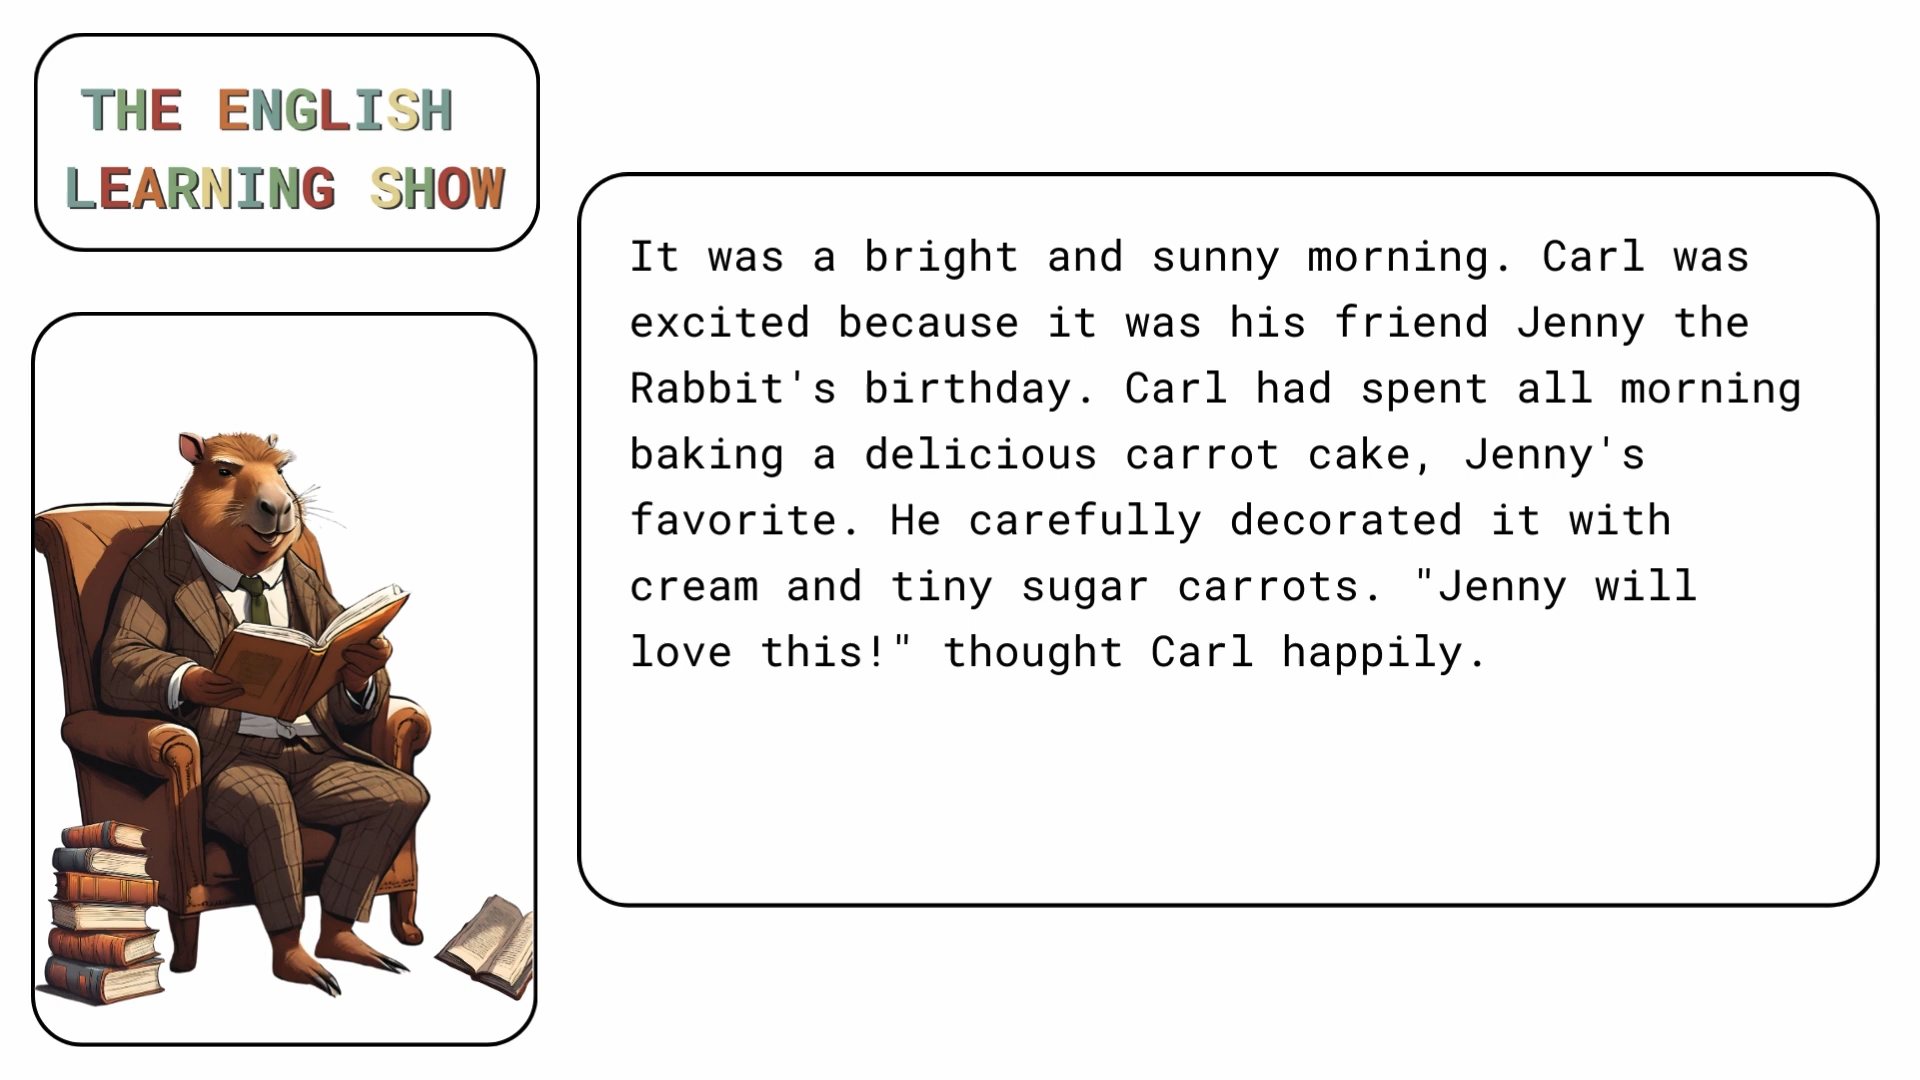 THE ENGLISH
LEARNING SHOW
It was a bright and sunny morning. Carl was
excited because it was his friend Jenny the
Rabbit's birthday. Carl had spent all morning
baking a delicious carrot cake, Jenny's
favorite. He carefully decorated it with
cream and tiny sugar carrots. "Jenny will
love this!" thought Carl happily.